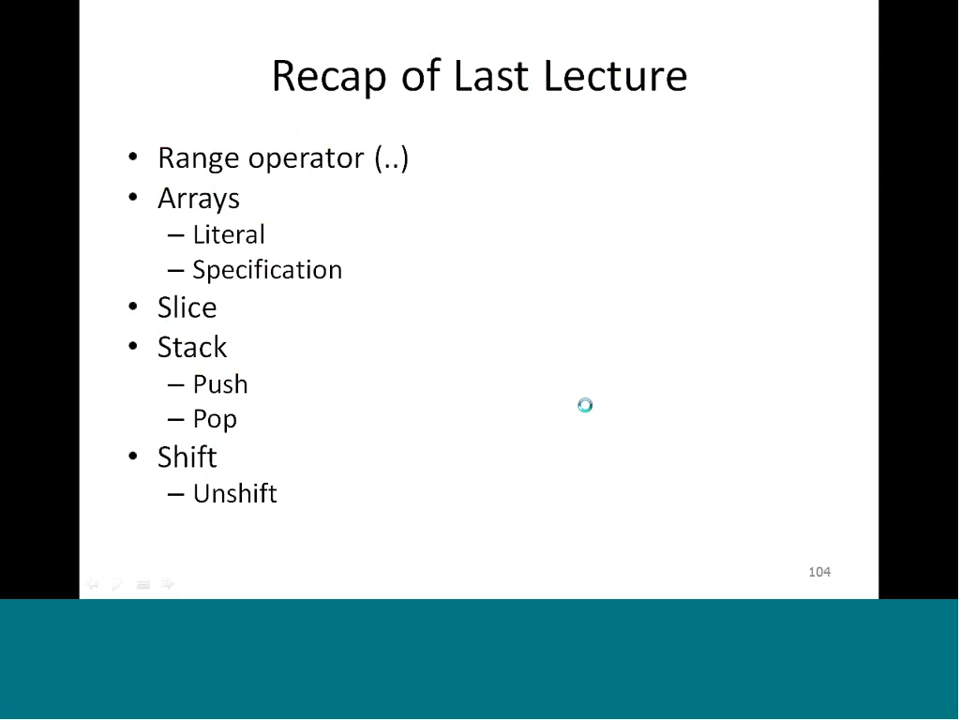 Recap of Last Lecture
• Range operator (..)
• Arrays
– Literal
– Specification
• Slice
• Stack
– Push
– Pop
• Shift
– Unshift
104